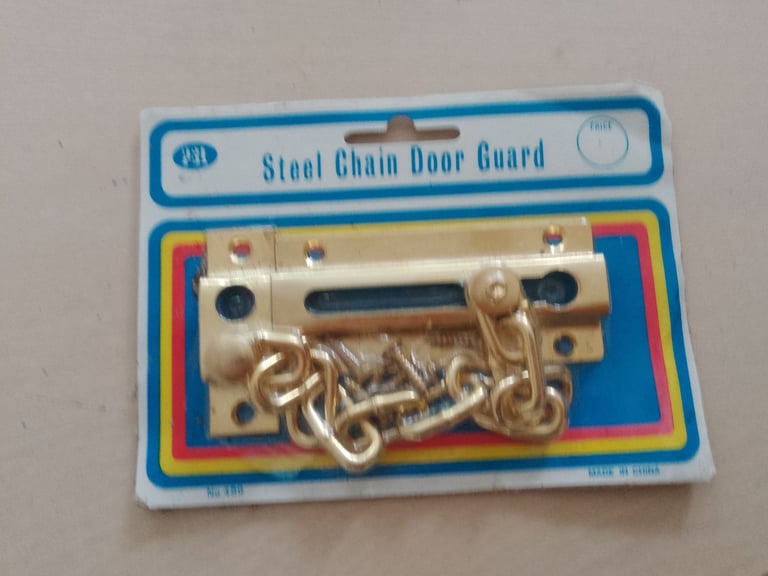 PRICE
Steel Chain Door Guard
MADE IN CHINA